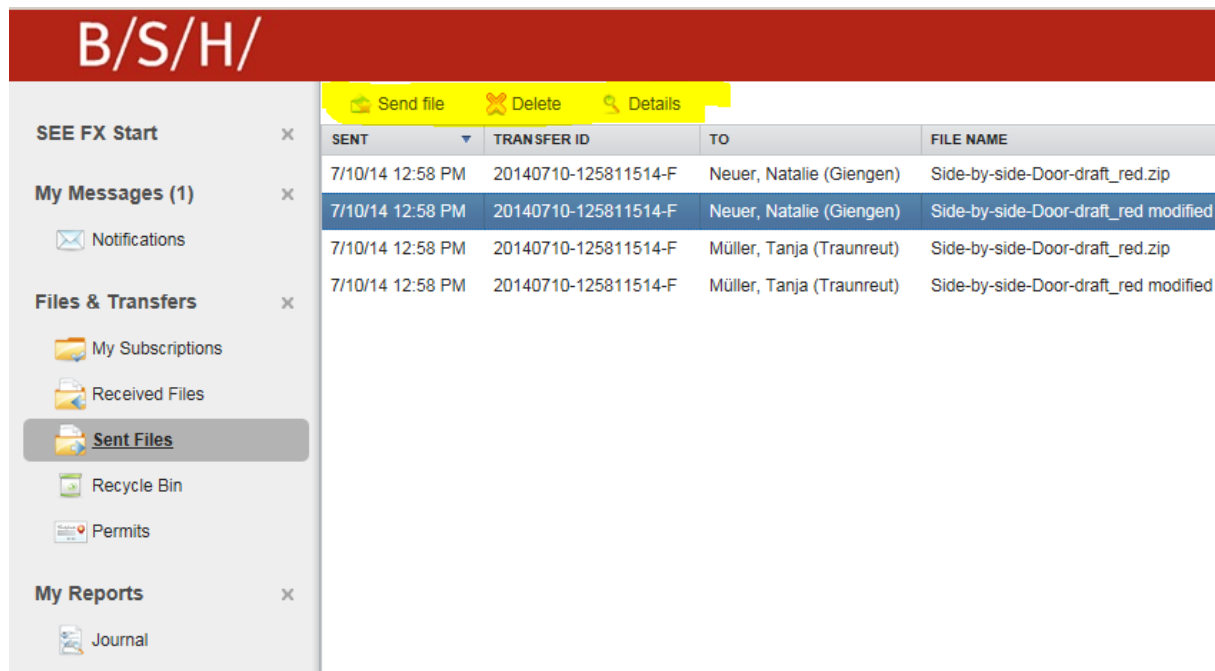 B/S/H/
Send file Delete Details
SEE FX Start
SENT TRANSFER ID TO FILE NAME
7/10/14 12:58 PM 20140710-125811514-F Neuer, Natalie (Giengen) Side-by-side-Door-draft_red.zip
My Messages (1)
7/10/14 12:58 PM 20140710-125811514-F Neuer, Natalie (Giengen) Side-by-side-Door-draft_red modified
Notifications
7/10/14 12:58 PM 20140710-125811514-F Müller, Tanja (Traunreut) Side-by-side-Door-draft_red.zip
7/10/14 12:58 PM 20140710-125811514-F Müller, Tanja (Traunreut) Side-by-side-Door-draft_red modified
Files & Transfers
My Subscriptions
Received Files
Sent Files
Recycle Bin
Permits
My Reports
Journal